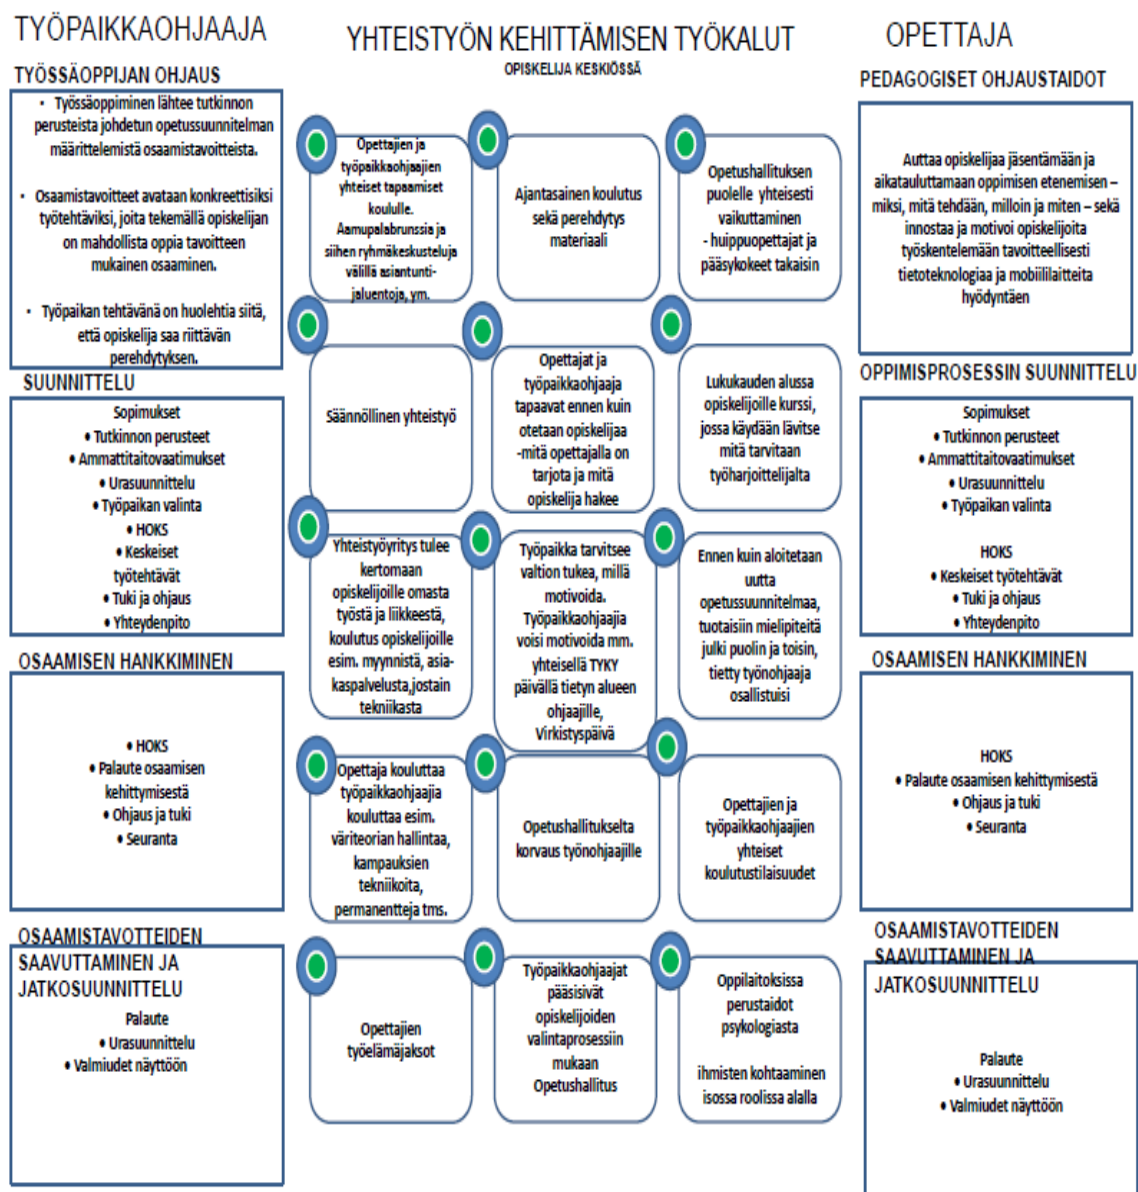 TYÖPAIKKAOHJAAJA
TYÖSSÄOPPIJAN OHJAUS
• Työssäoppiminen lähtee tutkinnon
perusteista johdetun opetussuunnitelman
määrittelemistä osaamistavoitteista.
• Osaamistavoitteet avataan konkreettisiksi
työtehtäviksi, joita tekemällä opiskelijan
on mahdollista oppia tavoitteen
mukainen osaaminen.
• Työpaikan tehtävänä on huolehtia siitä,
että opiskelija saa riittävän
perehdytyksen.
SUUNNITTELU
Sopimukset
• Tutkinnon perusteet
• Ammattitaitovaatimukset
• Urasuunnittelu
• Työpaikan valinta
• HOKS
• Keskeiset
työtehtävät
• Tuki ja ohjaus
• Yhteydenpito
OSAAMISEN HANKKIMINEN
• HOKS
• Palaute osaamisen
kehittymisestä
• Ohjaus ja tuki
• Seuranta
OSAAMISTAVOTTEIDEN
SAAVUTTAMINEN JA
JATKOSUUNNITTELU
Palaute
• Urasuunnittelu
• Valmiudet näyttöön
YHTEISTYÖN KEHITTÄMISEN TYÖKALUT
OPISKELIJA KESKIÖSSÄ
Opettajien ja
työpaikkaohjaajien
yhteiset tapaamiset
koululle.
Aamupalabrunssia ja
siihen ryhmäkeskusteluja
välillä asiantunti-
jaluentoja, ym.
Ajantasainen koulutus
sekä perehdytys
materiaali
Opetushallituksen
puolelle yhteisesti
vaikuttaminen
- huippuopettajat ja
pääsykokeet takaisin
Säännöllinen yhteistyö
Opettajat ja
työpaikkaohjaaja
tapaavat ennen kuin
otetaan opiskelijaa
-mitä opettajalla on
tarjota ja mitä
opiskelija hakee
Lukukauden alussa
opiskelijoille kurssi,
jossa käydään lävitse
mitä tarvitaan
työharjoittelijalta
Yhteistyöyritys tulee
kertomaan
opiskelijoille omasta
työstä ja liikkeestä,
koulutus opiskelijoille
esim. myynnistä, asia-
kaspalvelusta,jostain
tekniikasta
Työpaikka tarvitsee
valtion tukea, millä
motivoida.
Työpaikkaohjaajia
voisi motivoida mm.
yhteisellä TYKY
päivällä tietyn alueen
ohjaajille,
Virkistyspäivä
Ennen kuin aloitetaan
uutta
opetussuunnitelmaa,
tuotaisiin mielipiteitä
julki puolin ja toisin,
tietty työnohjaaja
osallistuisi
Opettaja kouluttaa
työpaikkaohjaajia
kouluttaa esim.
väriteorian hallintaa,
kampauksien
tekniikoita,
permanentteja tms.
Opetushallitukselta
korvaus työnohjaajille
Opettajien ja
työpaikkaohjaajien
yhteiset
koulutustilaisuudet
Opettajien
työelämäjaksot
Työpaikkaohjaajat
pääsisivät
opiskelijoiden
valintaprosessiin
mukaan
Opetushallitus
Oppilaitoksissa
perustaidot
psykologiasta
ihmisten kohtaaminen
isossa roolissa alalla
OPETTAJA
PEDAGOGISET OHJAUSTAIDOT
Auttaa opiskelijaa jäsentämään ja
aikatauluttamaan oppimisen etenemisen –
miksi, mitä tehdään, milloin ja miten – sekä
innostaa ja motivoi opiskelijoita
työskentelemään tavoitteellisesti
tietoteknologiaa ja mobiililaitteita
hyödyntäen
OPPIMISPROSESSIN SUUNNITTELU
Sopimukset
• Tutkinnon perusteet
• Ammattitaitovaatimukset
• Urasuunnittelu
• Työpaikan valinta
HOKS
• Keskeiset työtehtävät
• Tuki ja ohjaus
• Yhteydenpito
OSAAMISEN HANKKIMINEN
HOKS
• Palaute osaamisen kehittymisestä
• Ohjaus ja tuki
• Seuranta
OSAAMISTAVOTTEIDEN
SAAVUTTAMINEN JA
JATKOSUUNNITTELU
Palaute
• Urasuunnittelu
• Valmiudet näyttöön